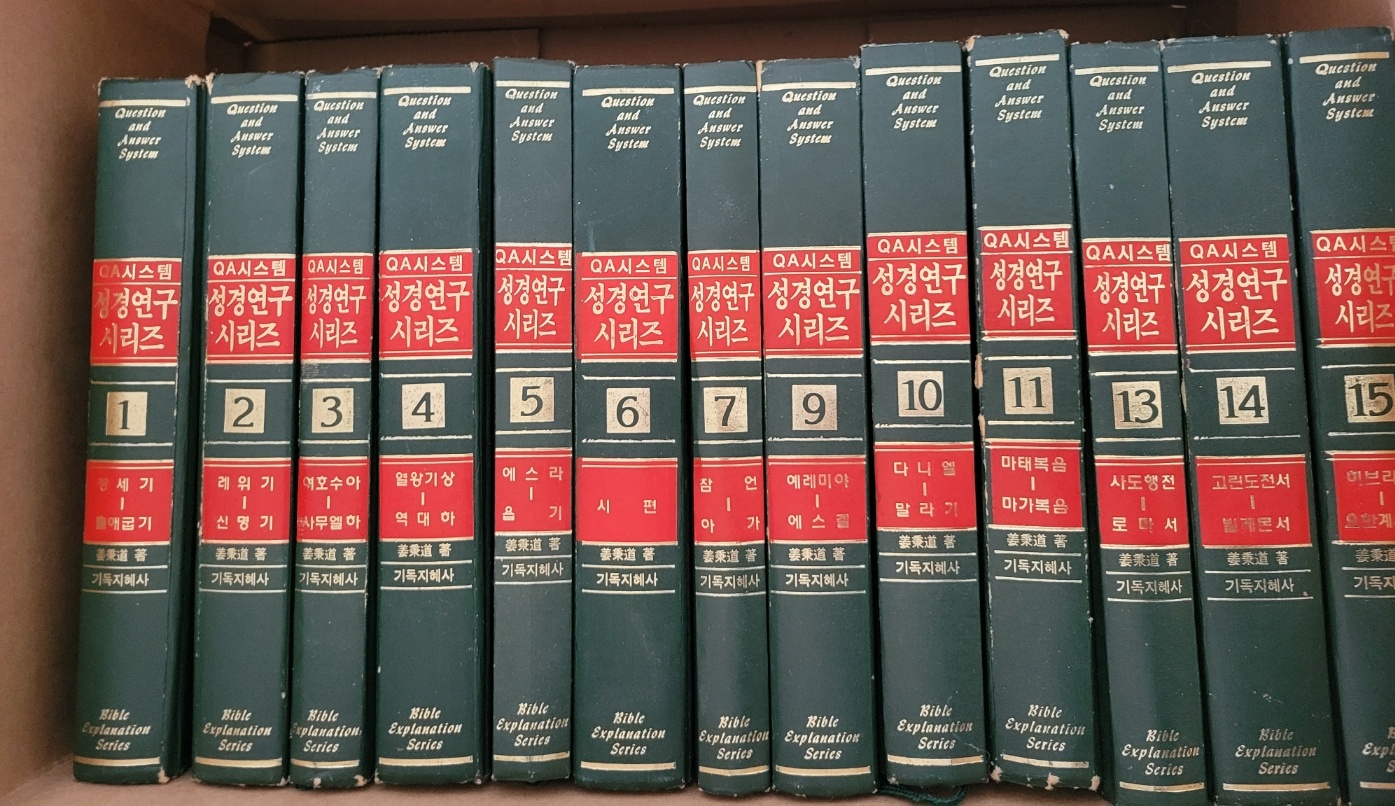 Question
and
Answer
System
QA시스템
성경연구
시리즈
1
창세기
|
출애굽기
姜秉道 著
기독지혜사
Bible
Explanation
Series
Question
and
Answer
System
QA시스템
성경연구
시리즈
2
레위기
|
신명기
姜秉道 著
기독지혜사
Bible
Explanation
Series
Question
and
Answer
System
QA시스템
성경연구
시리즈
3
여호수아
|
사무엘하
姜秉道 著
기독지혜사
Bible
Explanation
Series
Question
and
Answer
System
QA시스템
성경연구
시리즈
4
열왕기상
|
역대하
姜秉道 著
기독지혜사
Bible
Explanation
Series
Question
and
Answer
System
QA시스템
성경연구
시리즈
5
에스라
|
욥기
姜秉道 著
기독지혜사
Bible
Explanation
Series
Question
and
Answer
System
QA시스템
성경연구
시리즈
6
시편
姜秉道 著
기독지혜사
Bible
Explanation
Series
Question
and
Answer
System
QA시스템
성경연구
시리즈
7
잠언
|
아가
姜秉道 著
기독지혜사
Bible
Explanation
Series
Question
and
Answer
System
QA시스템
성경연구
시리즈
9
예레미야
|
에스겔
姜秉道 著
기독지혜사
Bible
Explanation
Series
Question
and
Answer
System
QA시스템
성경연구
시리즈
10
다니엘
|
말라기
姜秉道 著
기독지혜사
Bible
Explanation
Series
Question
and
Answer
System
QA시스템
성경연구
시리즈
11
마태복음
|
마가복음
姜秉道 著
기독지혜사
Bible
Explanation
Series
Question
and
Answer
System
QA시스템
성경연구
시리즈
13
사도행전
|
로마서
姜秉道 著
기독지혜사
Bible
Explanation
Series
Question
and
Answer
System
QA시스템
성경연구
시리즈
14
고린도전서
|
빌레몬서
姜秉道 著
기독지혜사
Bible
Explanation
Series
Question
and
Answer
System
QA시스
성경연구
시리즈
15
히브리
|
姜秉道
기독지혜
Bible
Series